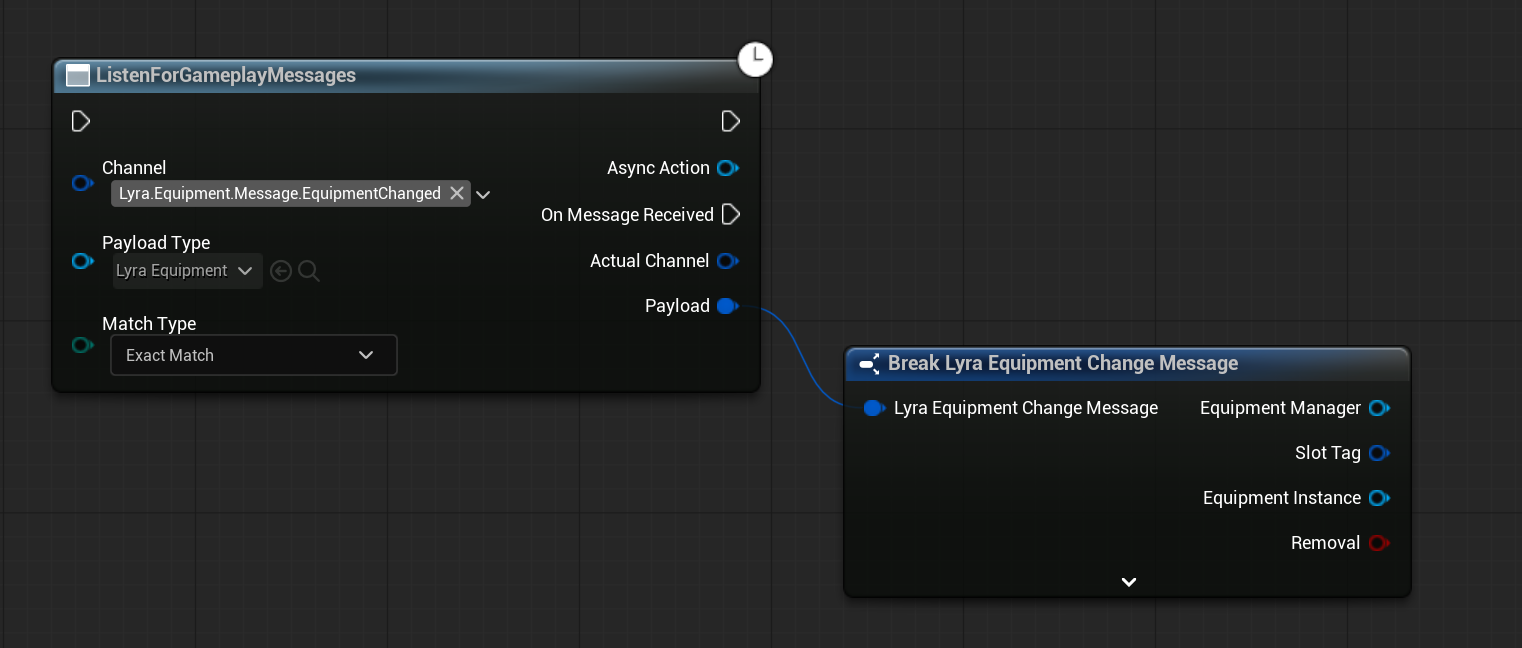 ListenForGameplayMessages
Channel
Lyra.Equipment.Message.EquipmentChanged
Payload Type
Lyra Equipment
Match Type
Exact Match
Async Action
On Message Received
Actual Channel
Payload
Break Lyra Equipment Change Message
Lyra Equipment Change Message
Equipment Manager
Slot Tag
Equipment Instance
Removal